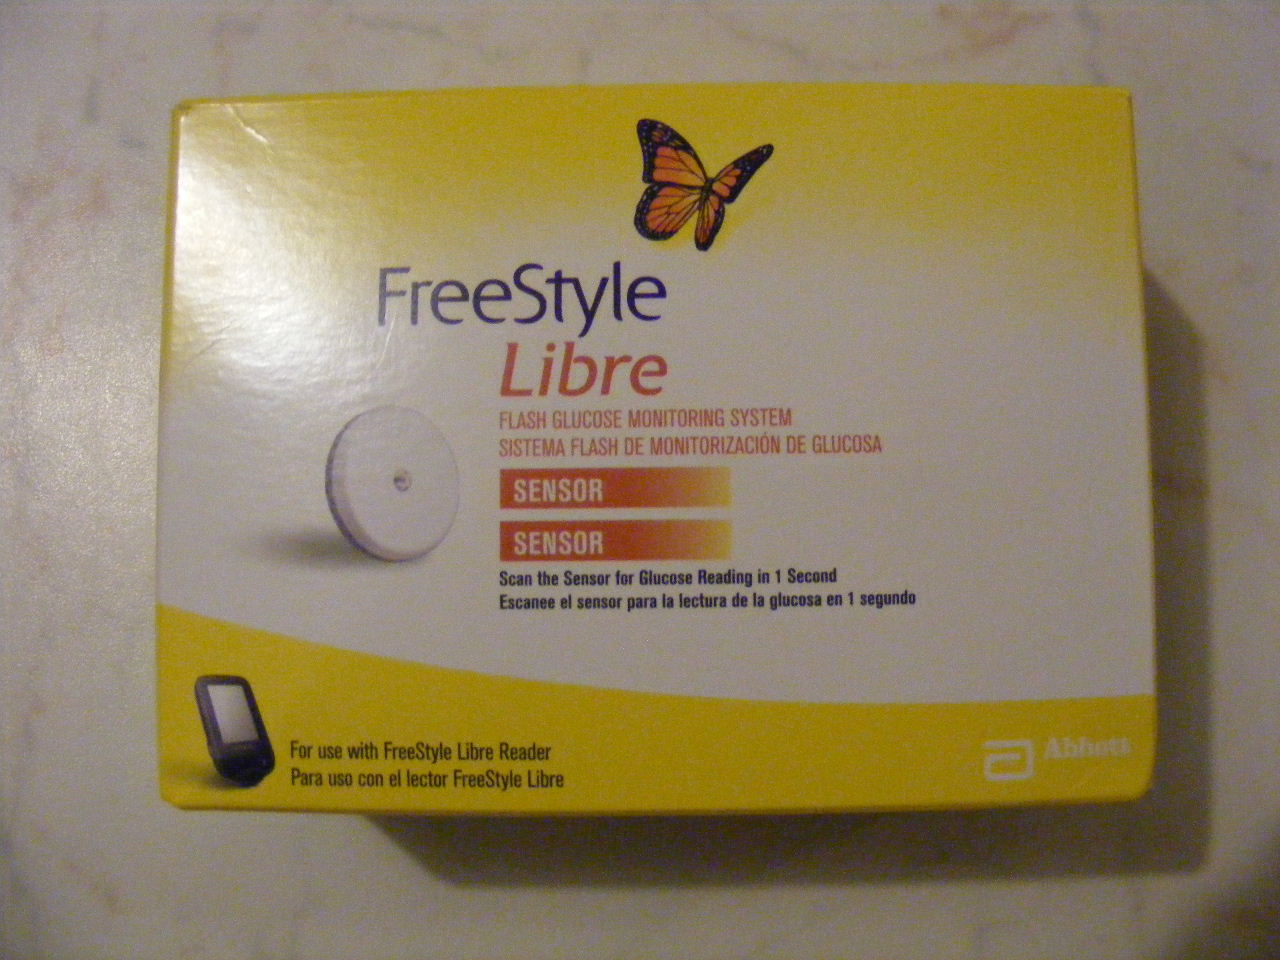 FreeStyle
Libre
FLASH GLUCOSE MONITORING SYSTEM
SISTEMA FLASH DE MONITORIZACIÓN DE GLUCOSA
SENSOR
SENSOR
Scan the Sensor for Glucose Reading in 1 Second
Escanee el sensor para la lectura de la glucosa en 1 segundo
For use with FreeStyle Libre Reader
Para uso con el lector FreeStyle Libre
Abbott